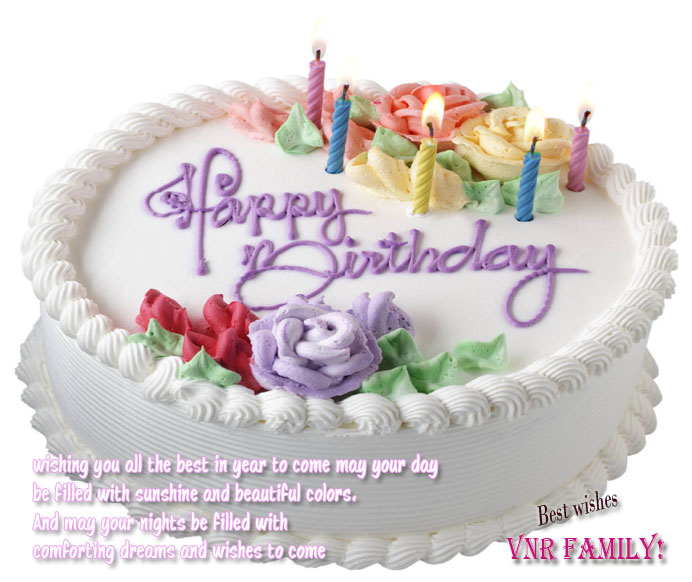 Happy
Birthday
wishing you all the best in year to come may your day
be filled with sunshine and beautiful colors.
And may your nights be filled with
comforting dreams and wishes to come
Best wishes
VNR FAMILY!